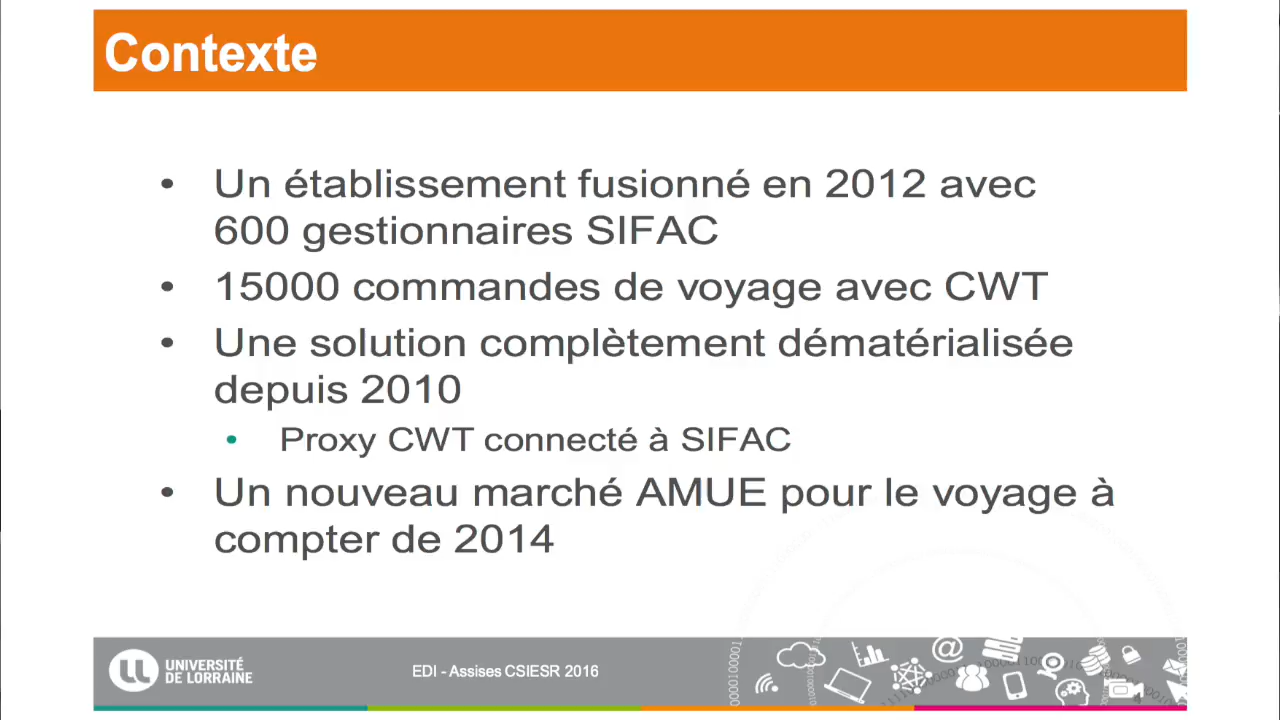 Contexte
• Un établissement fusionné en 2012 avec
600 gestionnaires SIFAC
• 15000 commandes de voyage avec CWT
• Une solution complètement dématérialisée
depuis 2010
• Proxy CWT connecté à SIFAC
• Un nouveau marché AMUE pour le voyage à
compter de 2014
UNIVERSITÉ
DE LORRAINE
EDI - Assises CSIESR 2016